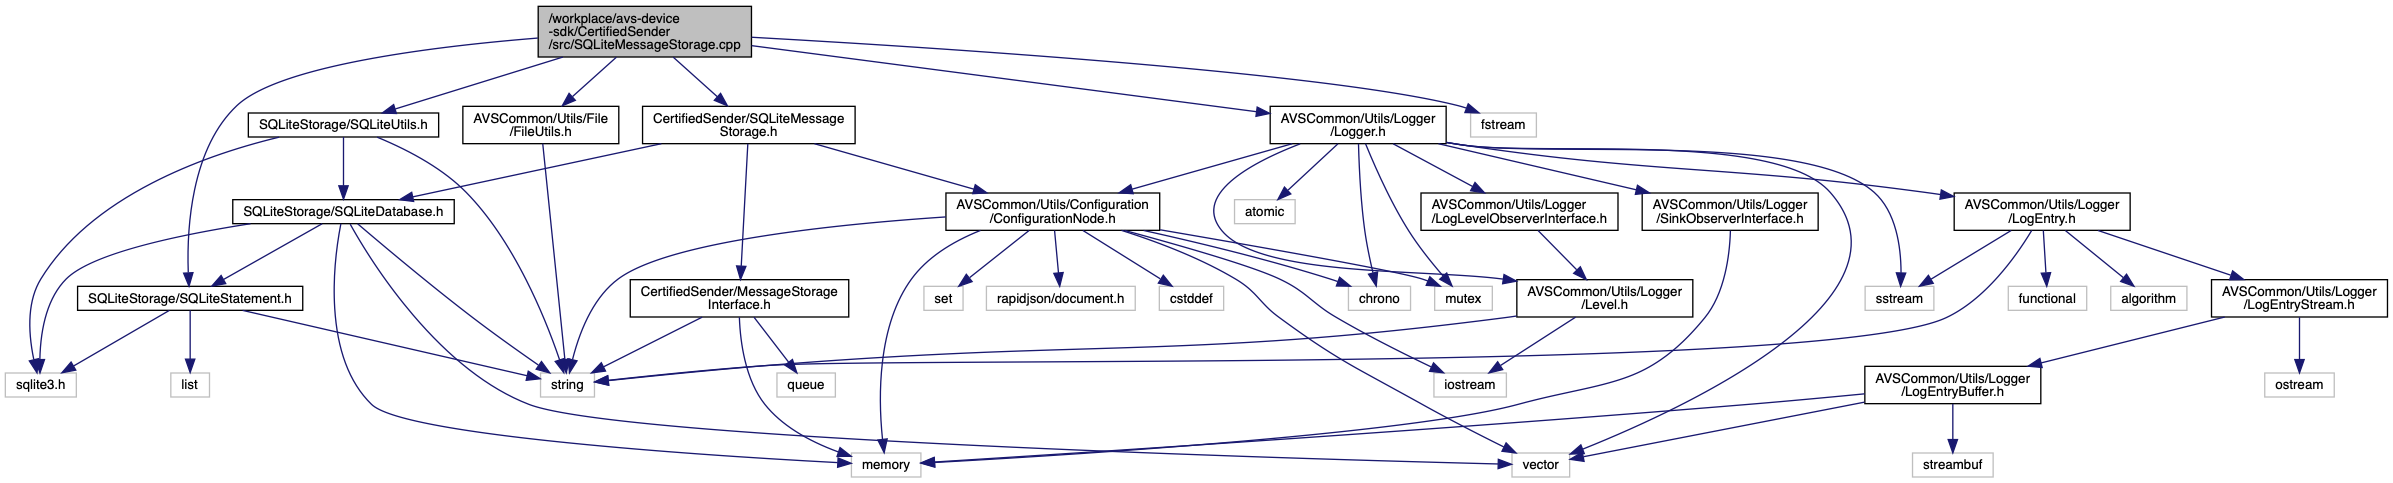 /workplace/avs-device
-sdk/CertifiedSender
/src/SQLiteMessageStorage.cpp
SQLiteStorage/SQLiteUtils.h
AVSCommon/Utils/File
/FileUtils.h
CertifiedSender/SQLiteMessage
Storage.h
AVSCommon/Utils/Logger
/Logger.h
fstream
SQLiteStorage/SQLiteDatabase.h
AVSCommon/Utils/Configuration
/ConfigurationNode.h
atomic
AVSCommon/Utils/Logger
/LogLevelObserverInterface.h
AVSCommon/Utils/Logger
/SinkObserverInterface.h
AVSCommon/Utils/Logger
/LogEntry.h
SQLiteStorage/SQLiteStatement.h
CertifiedSender/MessageStorage
Interface.h
set
rapidjson/document.h
cstddef
chrono
mutex
AVSCommon/Utils/Logger
/Level.h
sstream
functional
algorithm
AVSCommon/Utils/Logger
/LogEntryStream.h
sqlite3.h
list
string
queue
iostream
AVSCommon/Utils/Logger
/LogEntryBuffer.h
ostream
memory
vector
streambuf